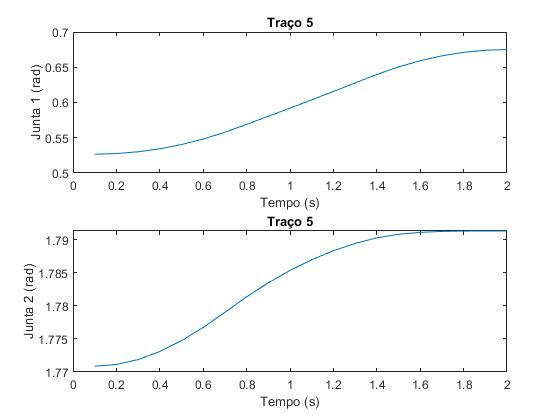 Traço 5
0.7
0.65
0.6
0.55
0.5
Junta 1 (rad)
0 0.2 0.4 0.6 0.8 1 1.2 1.4 1.6 1.8 2
Tempo (s)
Traço 5
1.79
1.785
1.78
1.775
1.77
Junta 2 (rad)
0 0.2 0.4 0.6 0.8 1 1.2 1.4 1.6 1.8 2
Tempo (s)